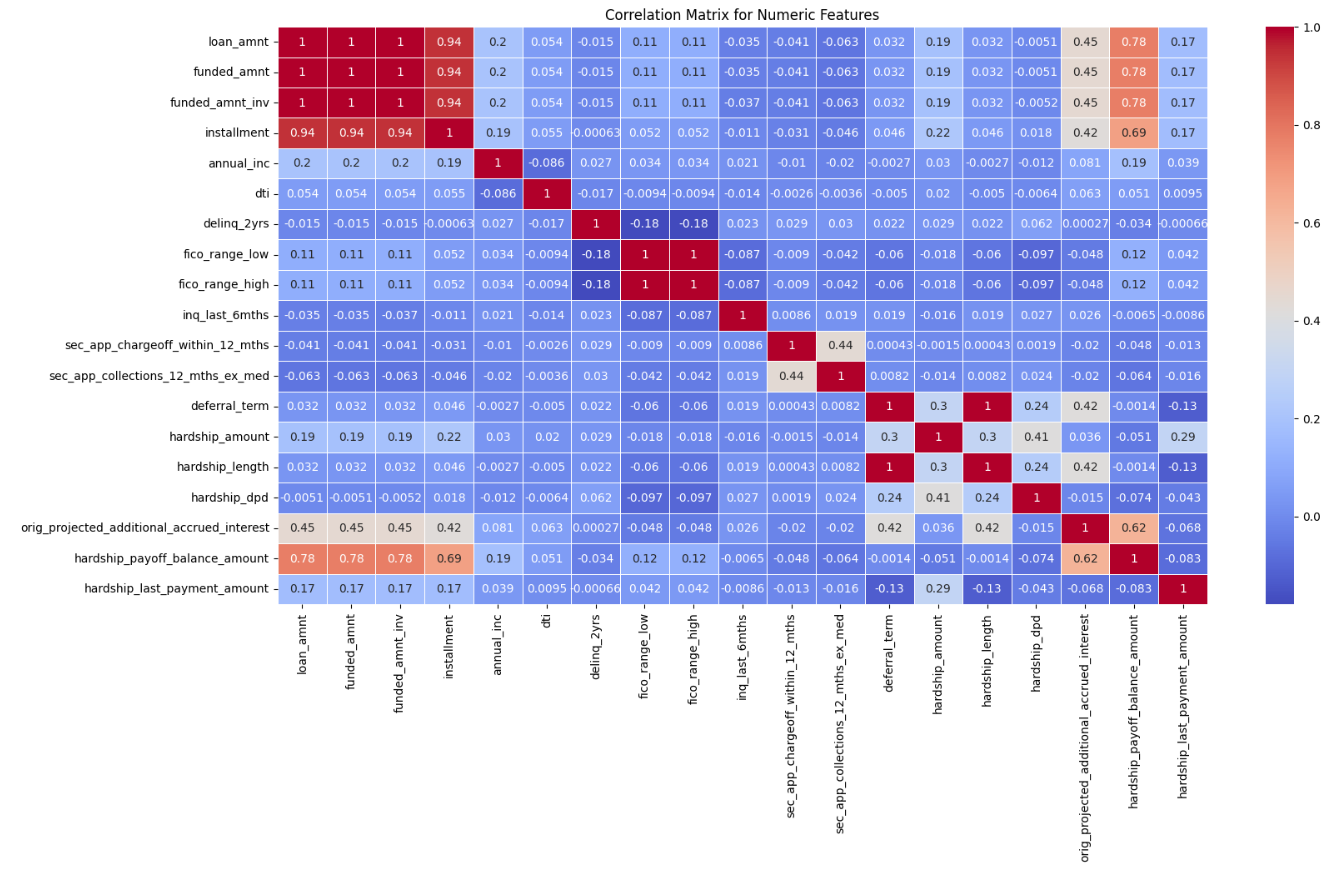 Correlation Matrix for Numeric Features
loan_amnt 1 1 1 0.94 0.2 0.054 -0.015 0.11 0.11 -0.035 -0.041 -0.063 0.032 0.19 0.032 -0.0051 0.45 0.78 0.17
funded_amnt 1 1 1 0.94 0.2 0.054 -0.015 0.11 0.11 -0.035 -0.041 -0.063 0.032 0.19 0.032 -0.0051 0.45 0.78 0.17
funded_amnt_inv 1 1 1 0.94 0.2 0.054 -0.015 0.11 0.11 -0.037 -0.041 -0.063 0.032 0.19 0.032 -0.0052 0.45 0.78 0.17
installment 0.94 0.94 0.94 1 0.19 0.055 -0.00063 0.052 0.052 -0.011 -0.031 -0.046 0.046 0.22 0.046 0.018 0.42 0.69 0.17
annual_inc 0.2 0.2 0.2 0.19 1 -0.086 0.027 0.034 0.034 0.021 -0.01 -0.02 -0.0027 0.03 -0.0027 -0.012 0.081 0.19 0.039
dti 0.054 0.054 0.054 0.055 -0.086 1 -0.017 -0.0094 -0.0094 -0.014 -0.0026 -0.0036 -0.005 0.02 -0.005 -0.0064 0.063 0.051 0.0095
delinq_2yrs -0.015 -0.015 -0.015 -0.00063 0.027 -0.017 1 -0.18 -0.18 0.023 0.029 0.03 0.022 0.029 0.022 0.062 0.00027 -0.034 -0.00066
fico_range_low 0.11 0.11 0.11 0.052 0.034 -0.0094 -0.18 1 1 -0.087 -0.009 -0.042 -0.06 -0.018 -0.06 -0.097 -0.048 0.12 0.042
fico_range_high 0.11 0.11 0.11 0.052 0.034 -0.0094 -0.18 1 1 -0.087 -0.009 -0.042 -0.06 -0.018 -0.06 -0.097 -0.048 0.12 0.042
inq_last_6mths -0.035 -0.035 -0.037 -0.011 0.021 -0.014 0.023 -0.087 -0.087 1 0.0086 0.019 0.019 -0.016 0.019 0.027 0.026 -0.0065 -0.0086
sec_app_chargeoff_within_12_mths -0.041 -0.041 -0.041 -0.031 -0.01 -0.0026 0.029 -0.009 -0.009 0.0086 1 0.44 0.00043 -0.0015 0.00043 0.0019 -0.02 -0.048 -0.013
sec_app_collections_12_mths_ex_med -0.063 -0.063 -0.063 -0.046 -0.02 -0.0036 0.03 -0.042 -0.042 0.019 0.44 1 0.0082 -0.014 0.0082 0.024 -0.02 -0.064 -0.016
deferral_term 0.032 0.032 0.032 0.046 -0.0027 -0.005 0.022 -0.06 -0.06 0.019 0.00043 0.0082 1 0.3 1 0.24 0.42 -0.0014 -0.13
hardship_amount 0.19 0.19 0.19 0.22 0.03 0.02 0.029 -0.018 -0.018 -0.016 -0.0015 -0.014 0.3 1 0.3 0.41 0.036 -0.051 0.29
hardship_length 0.032 0.032 0.032 0.046 -0.0027 -0.005 0.022 -0.06 -0.06 0.019 0.00043 0.0082 1 0.3 1 0.24 0.42 -0.0014 -0.13
hardship_dpd -0.0051 -0.0051 -0.0052 0.018 -0.012 -0.0064 0.062 -0.097 -0.097 0.027 0.0019 0.024 0.24 0.41 0.24 1 -0.015 -0.074 -0.043
orig_projected_additional_accrued_interest 0.45 0.45 0.45 0.42 0.081 0.063 0.00027 -0.048 -0.048 0.026 -0.02 -0.02 0.42 0.036 0.42 -0.015 1 0.62 -0.068
hardship_payoff_balance_amount 0.78 0.78 0.78 0.69 0.19 0.051 -0.034 0.12 0.12 -0.0065 -0.048 -0.064 -0.0014 -0.051 -0.0014 -0.074 0.62 1 -0.083
hardship_last_payment_amount 0.17 0.17 0.17 0.17 0.039 0.0095 -0.00066 0.042 0.042 -0.0086 -0.013 -0.016 -0.13 0.29 -0.13 -0.043 -0.068 -0.083 1
loan_amnt
funded_amnt
funded_amnt_inv
installment
annual_inc
dti
delinq_2yrs
fico_range_low
fico_range_high
inq_last_6mths
sec_app_chargeoff_within_12_mths
sec_app_collections_12_mths_ex_med
deferral_term
hardship_amount
hardship_length
hardship_dpd
orig_projected_additional_accrued_interest
hardship_payoff_balance_amount
hardship_last_payment_amount
1.0
0.8
0.6
0.4
0.2
0.0